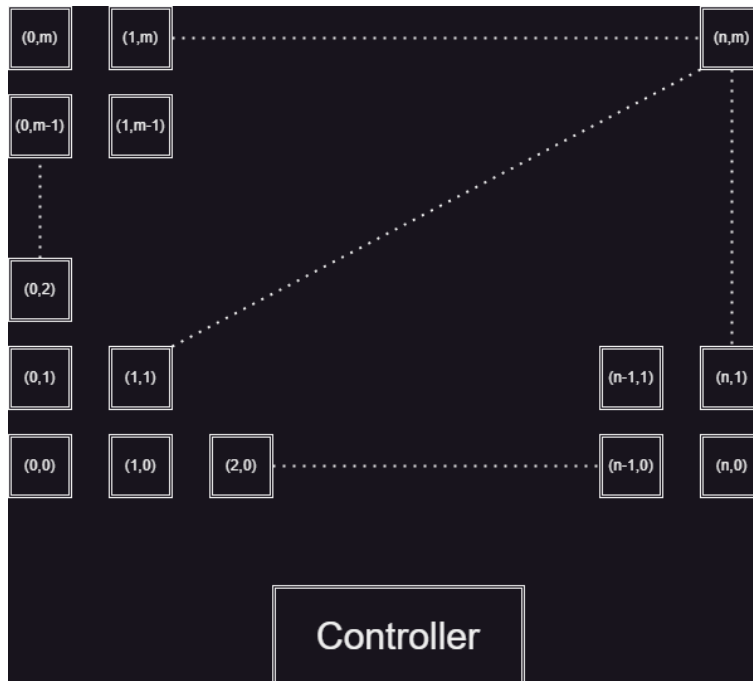 (0,m) (1,m) (n,m)
(0,m-1) (1,m-1)
(0,2)
(0,1) (1,1) (n-1,1) (n,1)
(0,0) (1,0) (2,0) (n-1,0) (n,0)
Controller